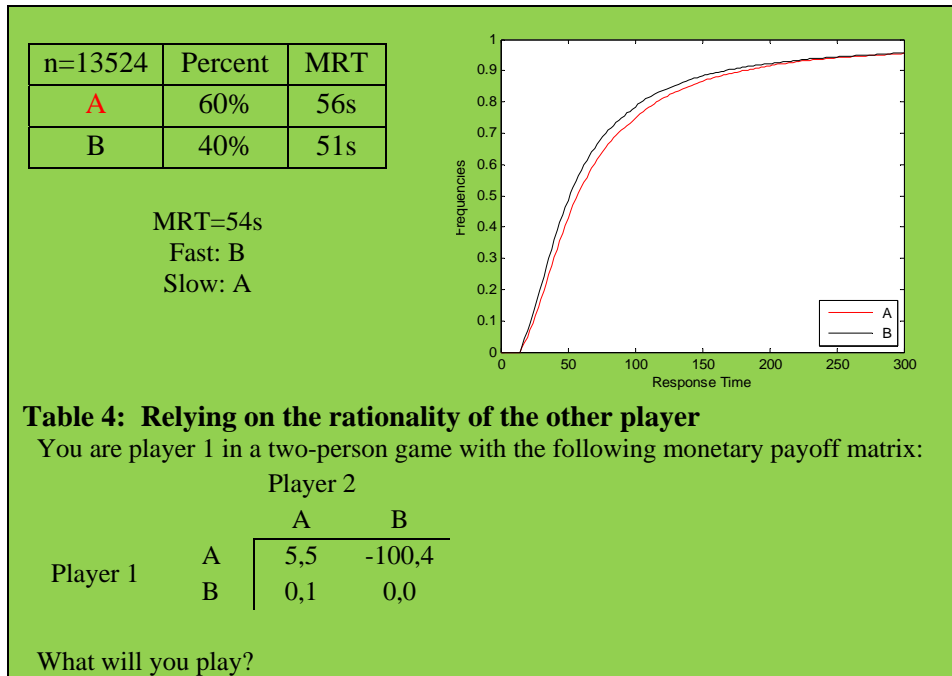 n=13524 Percent MRT
A 60% 56s
B 40% 51s
MRT=54s
Fast: B
Slow: A
1
0.9
0.8
0.7
0.6
0.5
0.4
0.3
0.2
0.1
0
Frequencies
0 50 100 150 200 250 300
Response Time
A
B
Table 4: Relying on the rationality of the other player
You are player 1 in a two-person game with the following monetary payoff matrix:
Player 2
A B
Player 1
A 5,5 -100,4
B 0,1 0,0
What will you play?